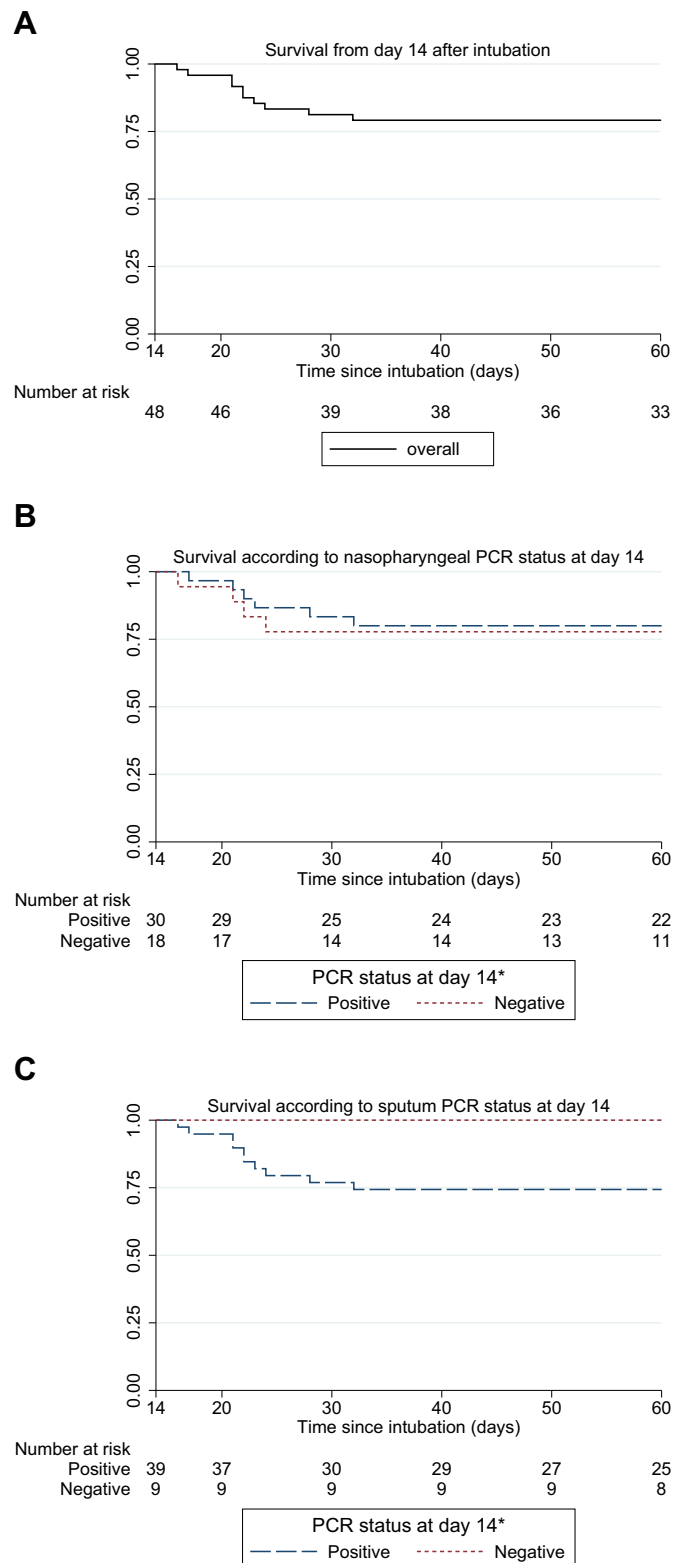 A
Survival from day 14 after intubation
1.00
0.75
0.50
0.25
0.00
14 20 30 40 50 60
Time since intubation (days)
Number at risk
48 46 39 38 36 33
overall
B
Survival according to nasopharyngeal PCR status at day 14
1.00
0.75
0.50
0.25
0.00
14 20 30 40 50 60
Time since intubation (days)
Number at risk
Positive 30 29 25 24 23 22
Negative 18 17 14 14 13 11
PCR status at day 14*
Positive Negative
C
Survival according to sputum PCR status at day 14
1.00
0.75
0.50
0.25
0.00
14 20 30 40 50 60
Time since intubation (days)
Number at risk
Positive 39 37 30 29 27 25
Negative 9 9 9 9 9 8
PCR status at day 14*
Positive Negative